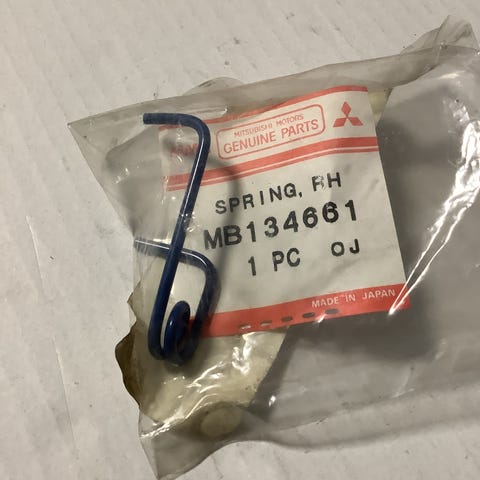 MITSUBISHI MOTORS
GENUINE PARTS
SPRING, RH
MB134661
1 PC OJ
MADE IN JAPAN